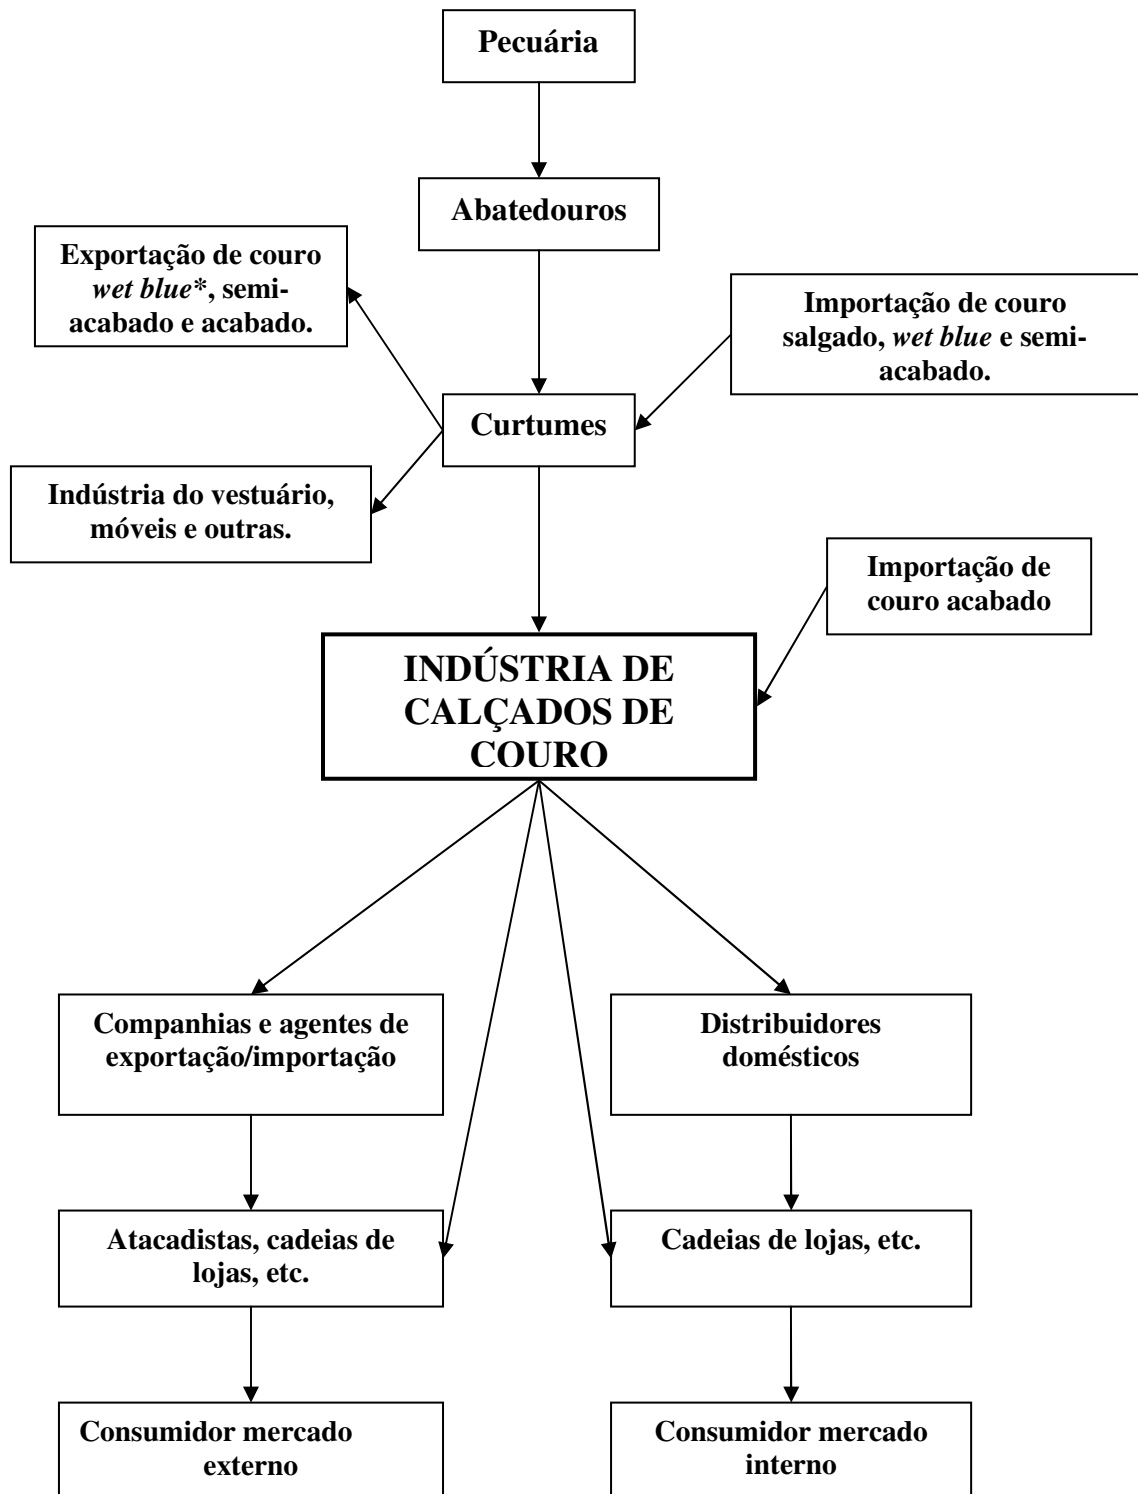 Pecuária
Abatedouros
Exportação de couro
wet blue*, semi-
acabado e acabado.
Importação de couro
salgado, wet blue e semi-
acabado.
Curtumes
Indústria do vestuário,
móveis e outras.
Importação de
couro acabado
INDÚSTRIA DE
CALÇADOS DE
COURO
Companhias e agentes de
exportação/importação
Distribuidores
domésticos
Atacadistas, cadeias de
lojas, etc.
Cadeias de lojas, etc.
Consumidor mercado
externo
Consumidor mercado
interno